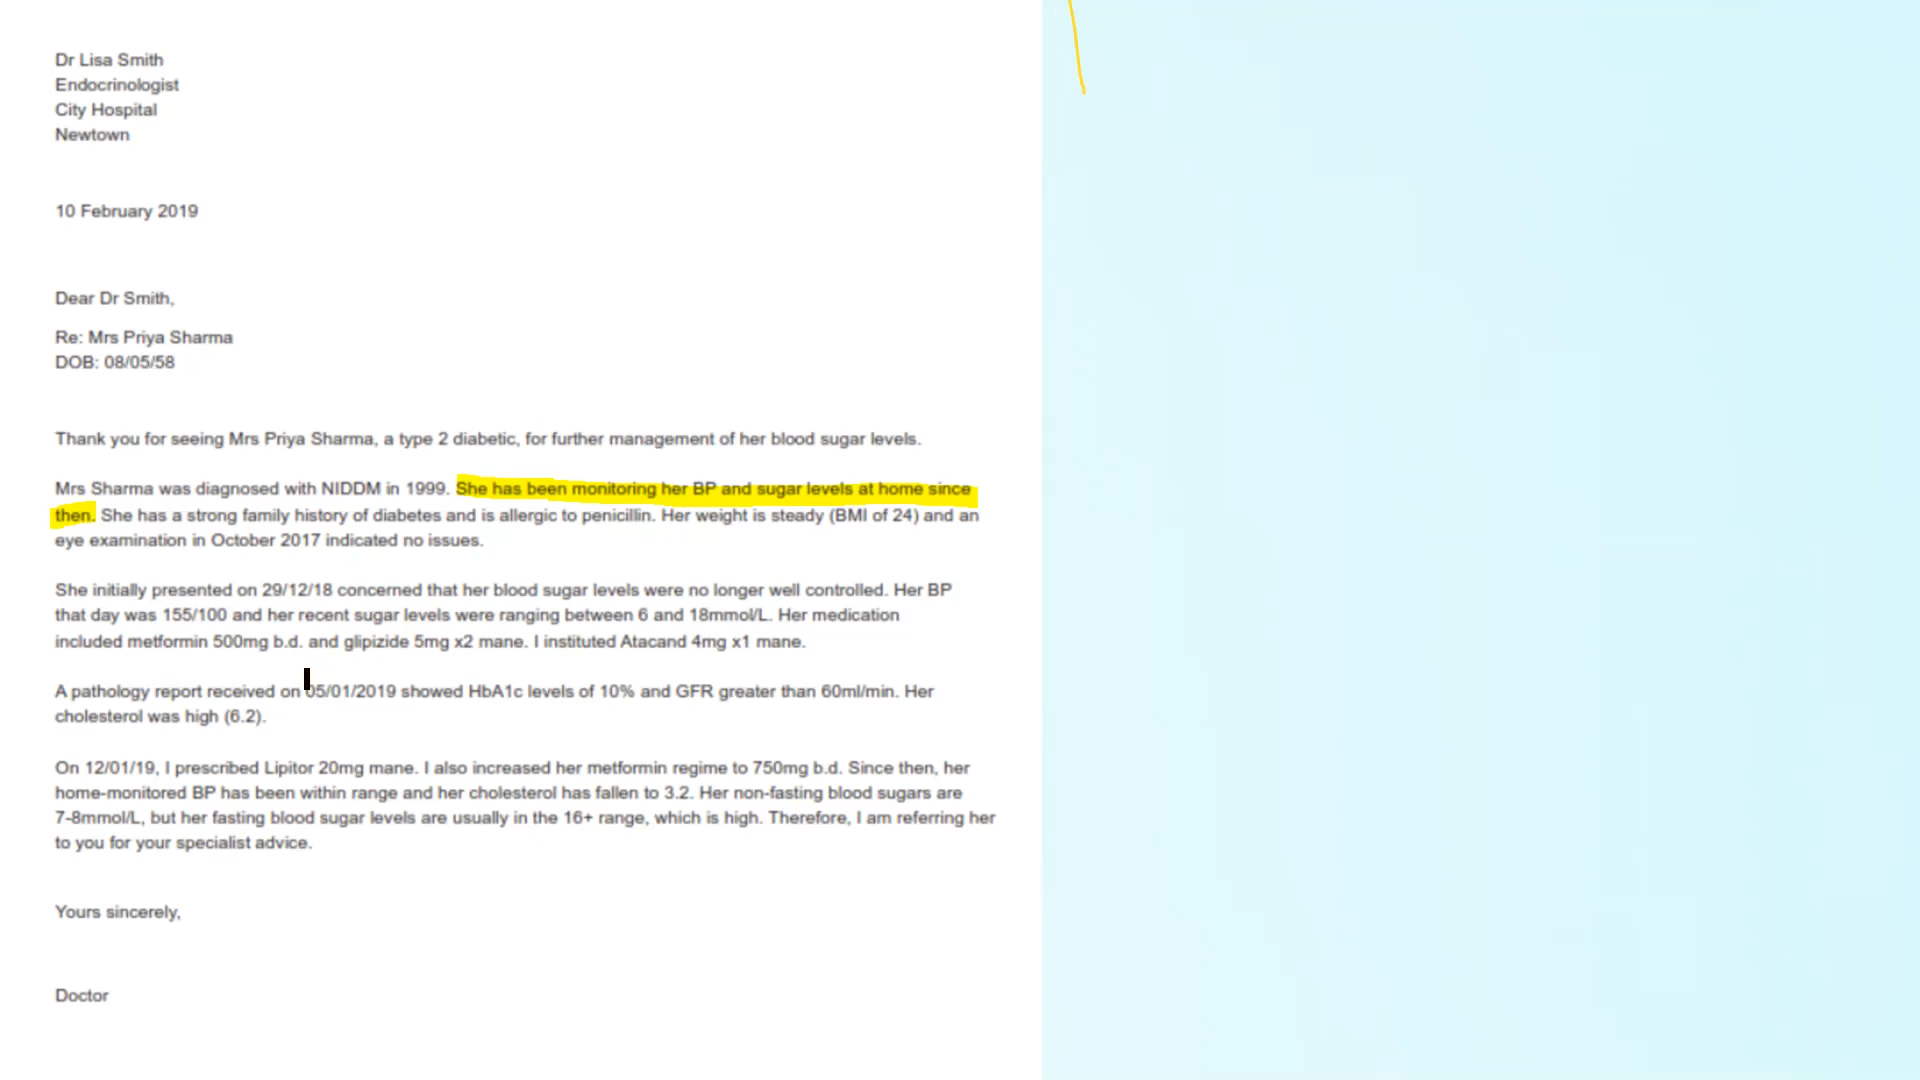 Dr Lisa Smith
Endocrinologist
City Hospital
Newtown
10 February 2019
Dear Dr Smith,
Re: Mrs Priya Sharma
DOB: 08/05/58
Thank you for seeing Mrs Priya Sharma, a type 2 diabetic, for further management of her blood sugar levels.
Mrs Sharma was diagnosed with NIDDM in 1999. She has been monitoring her BP and sugar levels at home since
then. She has a strong family history of diabetes and is allergic to penicillin. Her weight is steady (BMI of 24) and an
eye examination in October 2017 indicated no issues.
She initially presented on 29/12/18 concerned that her blood sugar levels were no longer well controlled. Her BP
that day was 155/100 and her recent sugar levels were ranging between 6 and 18mmol/L. Her medication
included metformin 500mg b.d. and glipizide 5mg x2 mane. I instituted Atacand 4mg x1 mane.
A pathology report received on 05/01/2019 showed HbA1c levels of 10% and GFR greater than 60ml/min. Her
cholesterol was high (6.2).
On 12/01/19, I prescribed Lipitor 20mg mane. I also increased her metformin regime to 750mg b.d. Since then, her
home-monitored BP has been within range and her cholesterol has fallen to 3.2. Her non-fasting blood sugars are
7-8mmol/L, but her fasting blood sugar levels are usually in the 16+ range, which is high. Therefore, I am referring her
to you for your specialist advice.
Yours sincerely,
Doctor